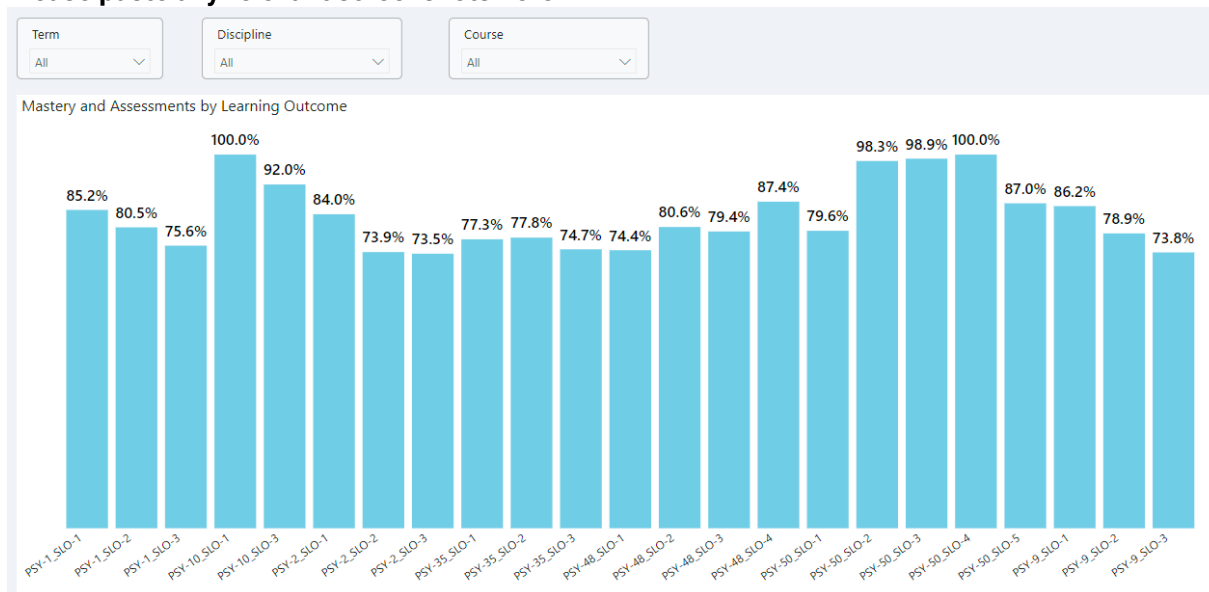 Term
Discipline
Course
All
All
All
Mastery and Assessments by Learning Outcome
85.2%
80.5%
75.6%
100.0%
92.0%
84.0%
73.9%
73.5%
77.3%
77.8%
74.7%
74.4%
80.6%
79.4%
87.4%
79.6%
98.3%
98.9%
100.0%
87.0%
86.2%
78.9%
73.8%
PSY-1_SLO-1
PSY-1_SLO-2
PSY-1_SLO-3
PSY-10_SLO-1
PSY-10_SLO-3
PSY-2_SLO-1
PSY-2_SLO-2
PSY-2_SLO-3
PSY-35_SLO-1
PSY-35_SLO-2
PSY-35_SLO-3
PSY-48_SLO-1
PSY-48_SLO-2
PSY-48_SLO-3
PSY-48_SLO-4
PSY-50_SLO-1
PSY-50_SLO-2
PSY-50_SLO-3
PSY-50_SLO-4
PSY-50_SLO-5
PSY-9_SLO-1
PSY-9_SLO-2
PSY-9_SLO-3